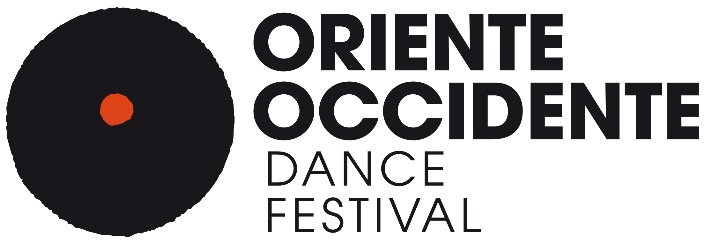 ORIENTE
OCCIDENTE
DANCE
FESTIVAL